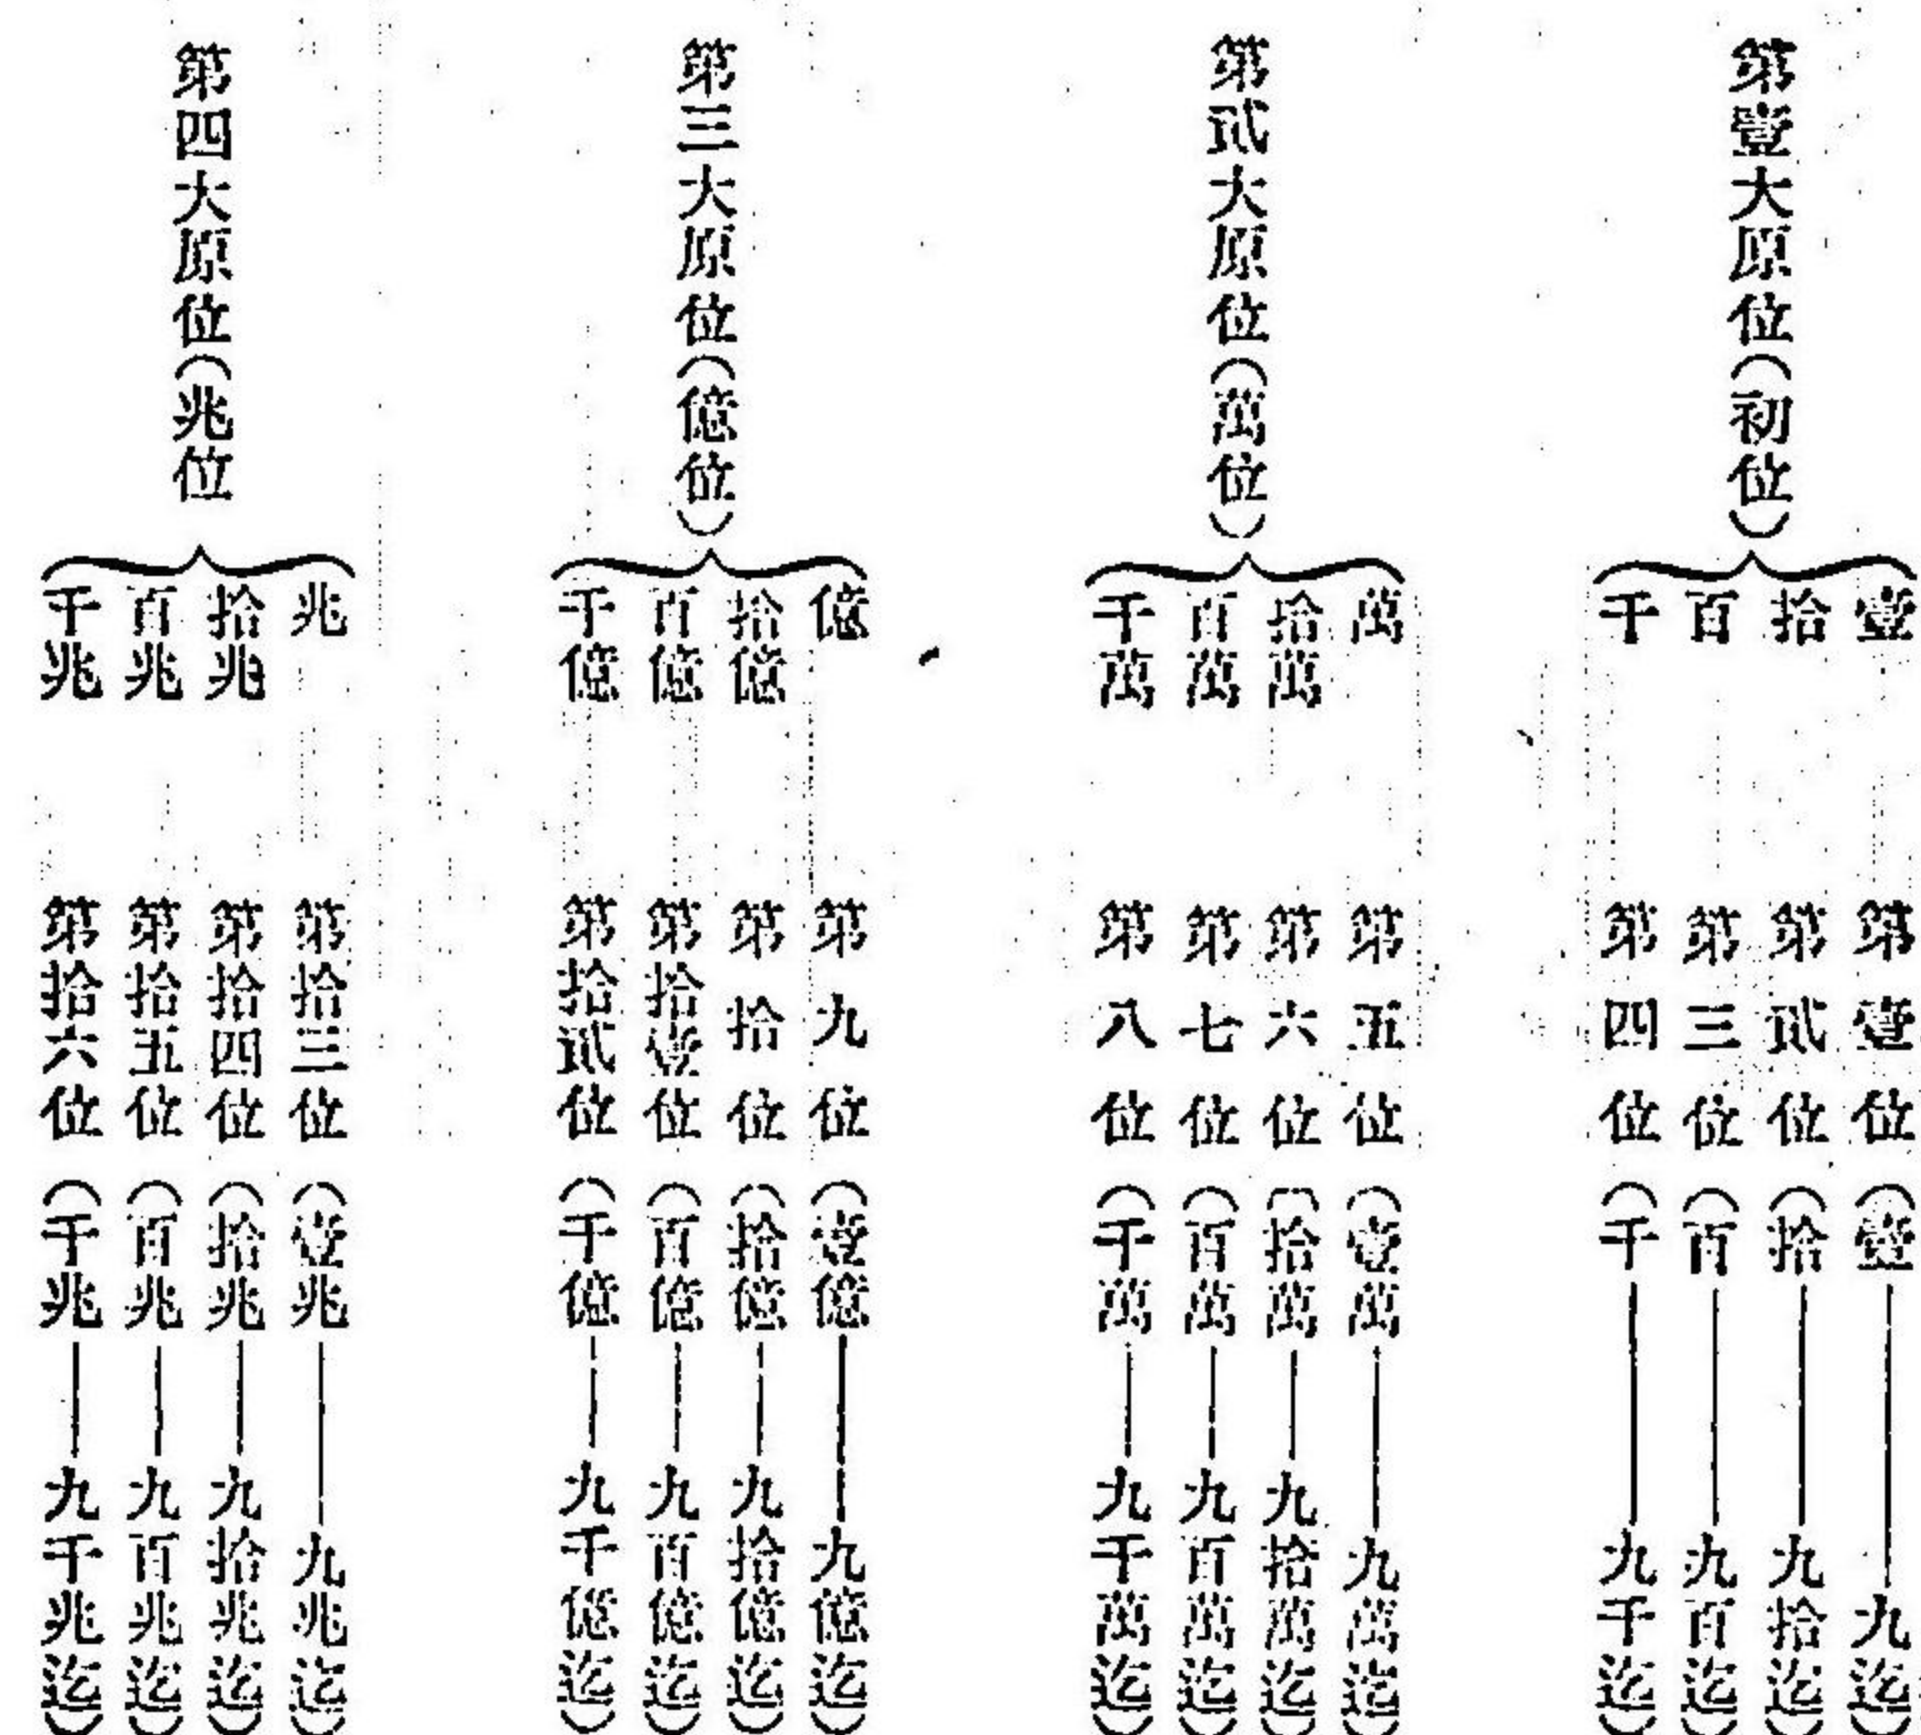 第壹大原位(初位)
壹 第壹位(壹――九迄)
拾 第貳位(拾――九拾迄)
百 第三位(百――九百迄)
千 第四位(千――九千迄)
第貳大原位(萬位)
萬 第五位(壹萬――九萬迄)
拾萬 第六位(拾萬――九拾萬迄)
百萬 第七位(百萬――九百萬迄)
千萬 第八位(千萬――九千萬迄)
第三大原位(億位)
億 第九位(壹億――九億迄)
拾億 第拾位(拾億――九拾億迄)
百億 第拾壹位(百億――九百億迄)
千億 第拾貳位(千億――九千億迄)
第四大原位(兆位
兆 第拾三位(壹兆――九兆迄)
拾兆 第拾四位(拾兆――九拾兆迄)
百兆 第拾五位(百兆――九百兆迄)
千兆 第拾六位(千兆――九千兆迄)